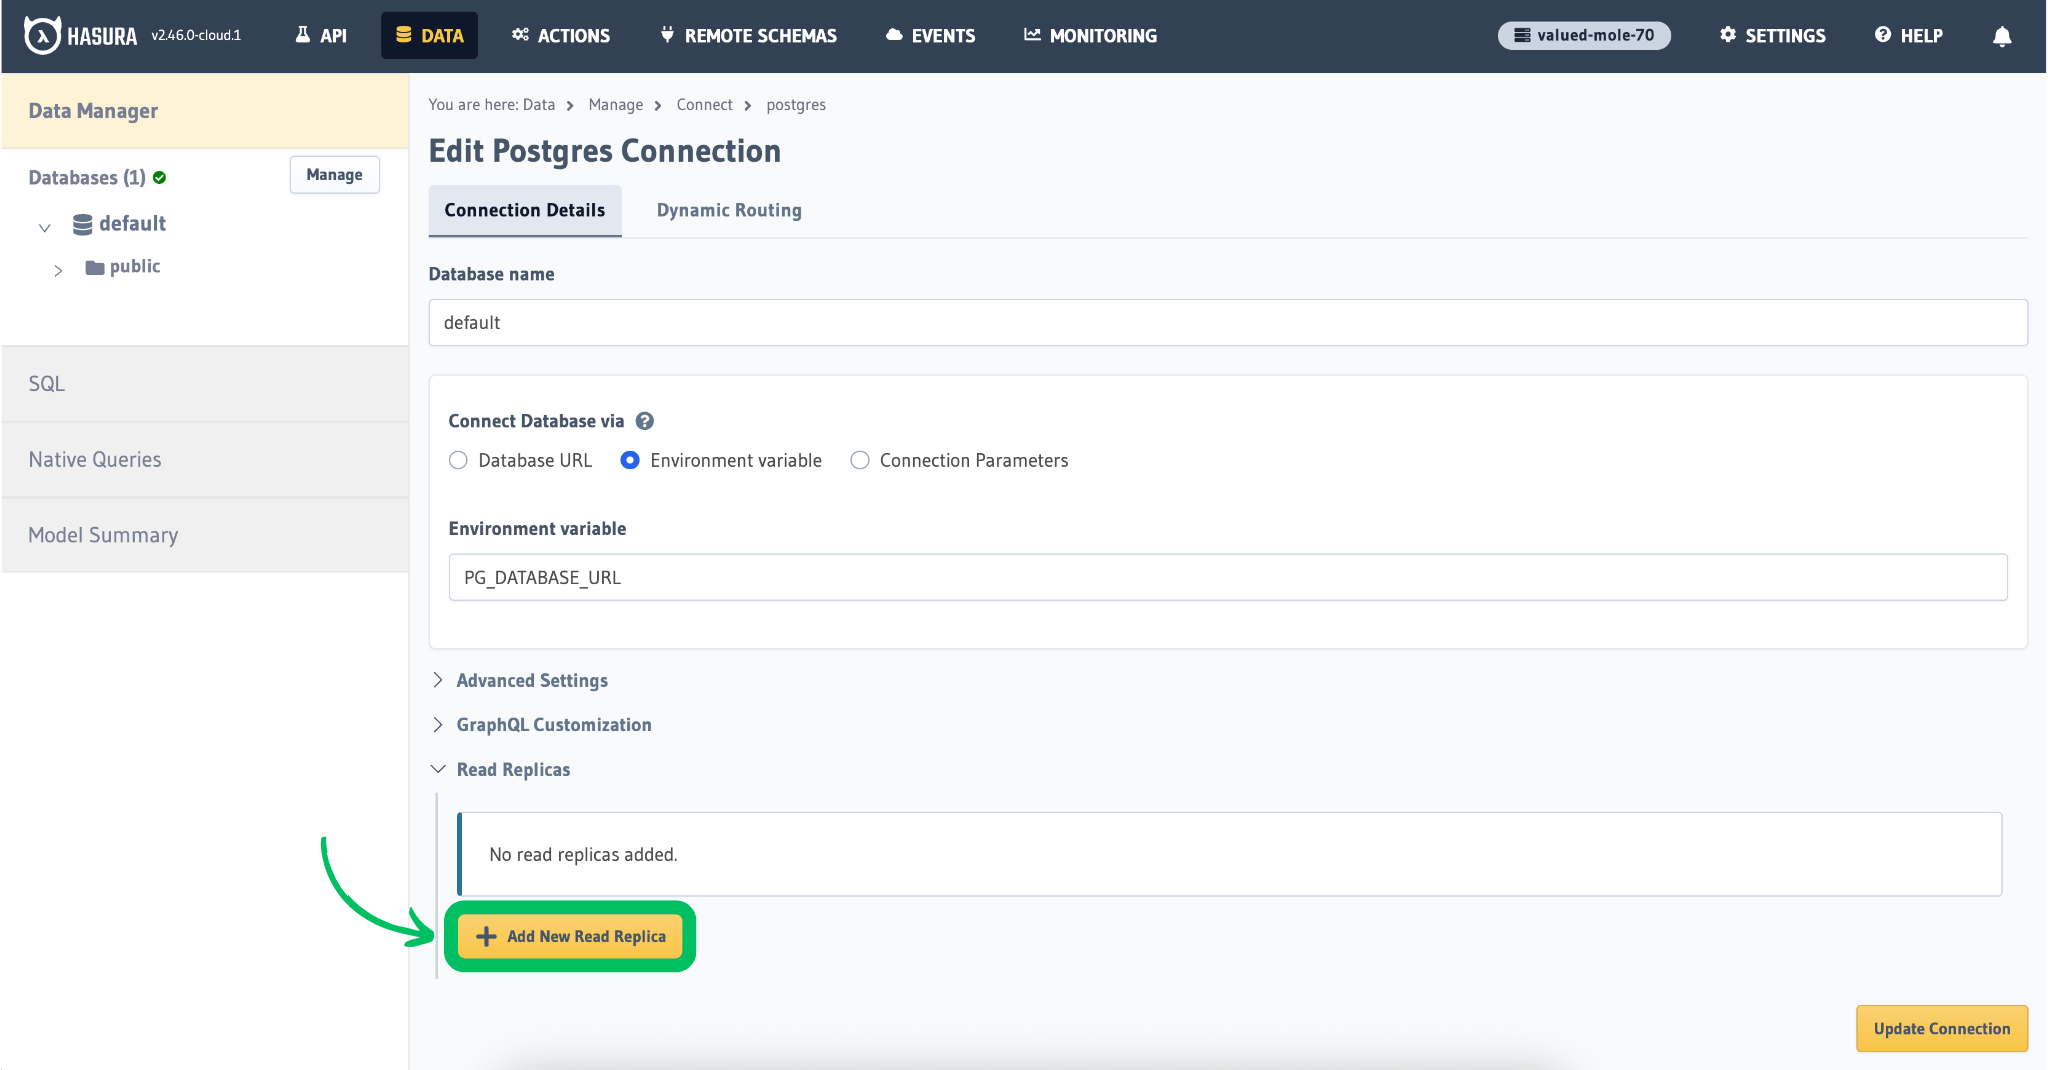 HASURA v2.46.0-cloud.1 API DATA ACTIONS REMOTE SCHEMAS EVENTS MONITORING valued-mole-70 SETTINGS HELP
Data Manager
Databases (1) Manage
default
public
SQL
Native Queries
Model Summary
You are here: Data > Manage > Connect > postgres
Edit Postgres Connection
Connection Details Dynamic Routing
Database name
default
Connect Database via
Database URL Environment variable Connection Parameters
Environment variable
PG_DATABASE_URL
Advanced Settings
GraphQL Customization
Read Replicas
No read replicas added.
Add New Read Replica
Update Connection